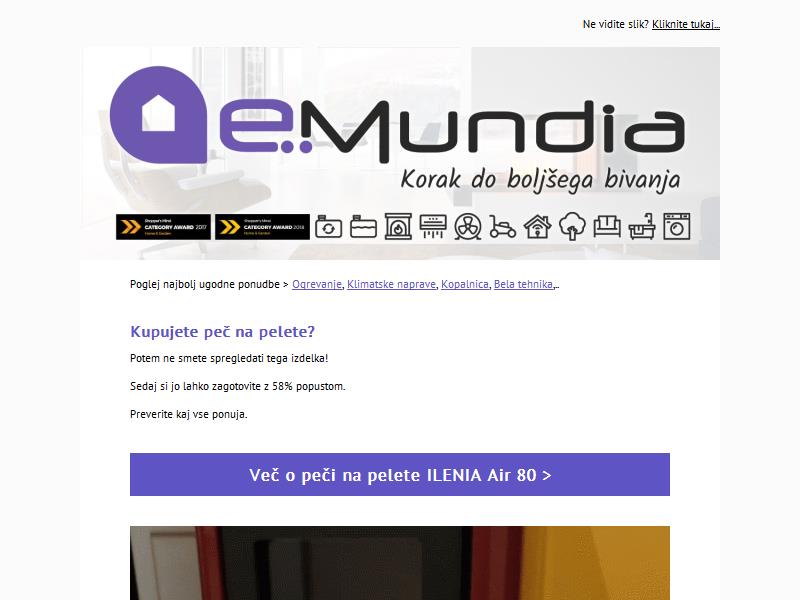 Ne vidite slik? Kliknite tukaj...
e..Mundia
Korak do boljšega bivanja
Shopper's Mind
CATEGORY AWARD 2017
Home & Garden
Shopper's Mind
CATEGORY AWARD 2018
Home & Garden
Poglej najbolj ugodne ponudbe > Ogrevanje, Klimatske naprave, Kopalnica, Bela tehnika,..
Kupujete peč na pelete?
Potem ne smete spregledati tega izdelka!
Sedaj si jo lahko zagotovite z 58% popustom.
Preverite kaj vse ponuja.
Več o peči na pelete ILENIA Air 80 >